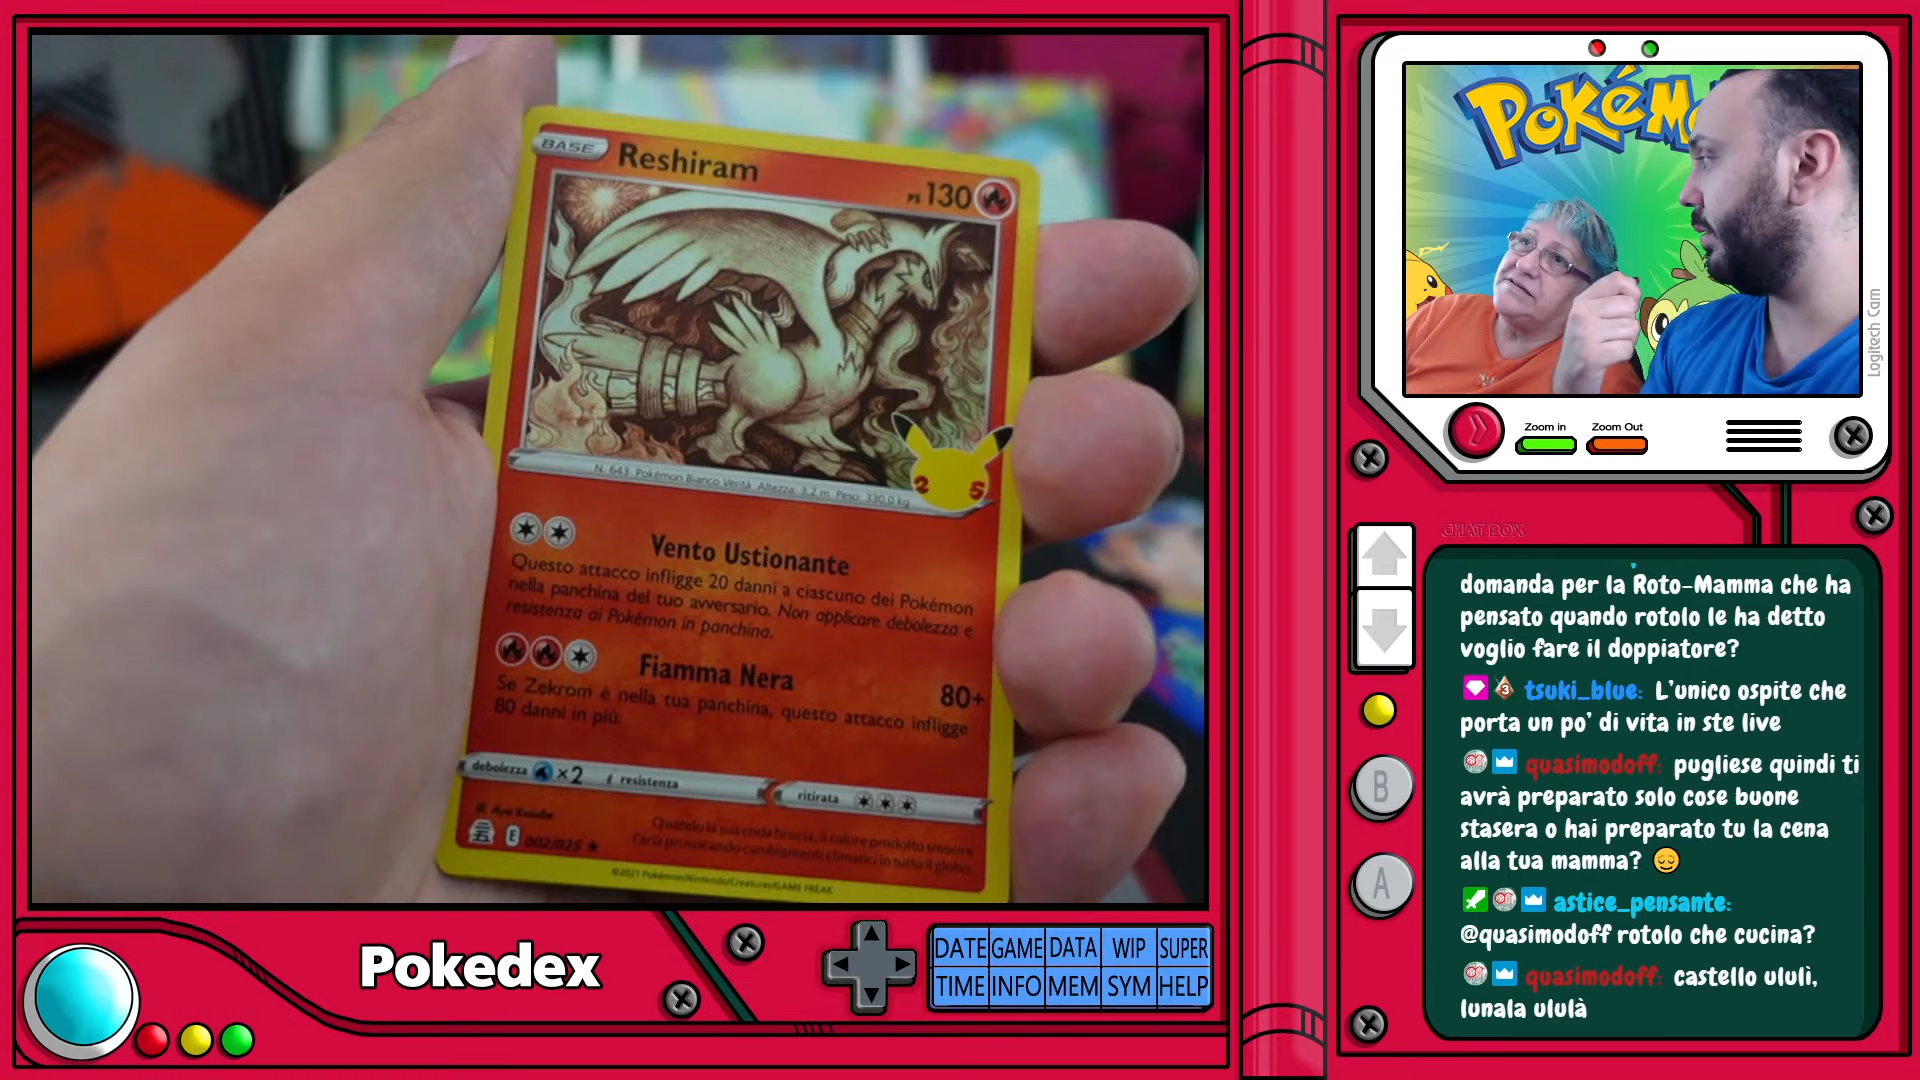 BASE
Reshiram
PS 130
N. 643 Pokémon Bianco Verità Altezza: 3,2 m Peso: 330,0 kg
25
Vento Ustionante
Questo attacco infligge 20 danni a ciascuno dei Pokémon
nella panchina del tuo avversario. Non applicare debolezza e
resistenza ai Pokémon in panchina.
Fiamma Nera
80+
Se Zekrom è nella tua panchina, questo attacco infligge
80 danni in più.
debolezza ×2 resistenza
ritirata
E 002/025 ★
Quando la sua coda brucia, il calore prodotto smuove
l'aria provocando cambiamenti climatici in tutto il globo.
©2021 Pokémon/Nintendo/Creatures/GAME FREAK
Pokedex
DATE GAME DATA WIP SUPER
TIME INFO MEM SYM HELP
POKéM
Logitech Cam
Zoom in
Zoom Out
CHAT BOX
B
A
domanda per la Roto-Mamma che ha
pensato quando rotolo le ha detto
voglio fare il doppiatore?
3 tsuki_blue: L'unico ospite che
porta un po' di vita in ste live
quasimodoff: pugliese quindi ti
avrà preparato solo cose buone
stasera o hai preparato tu la cena
alla tua mamma? 😔
astice_pensante:
@quasimodoff rotolo che cucina?
quasimodoff: castello ululì,
lunala ululà